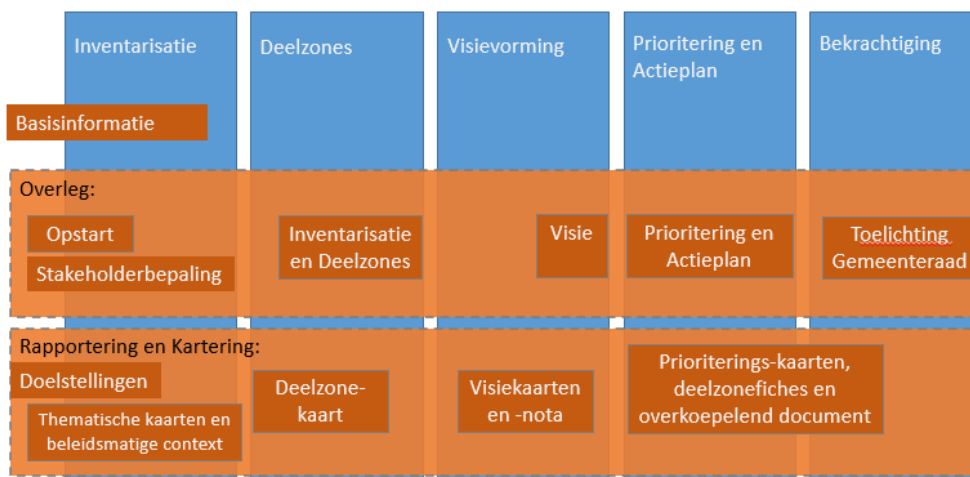 Inventarisatie
Deelzones
Visievorming
Prioritering en
Actieplan
Bekrachtiging
Basisinformatie
Overleg:
Opstart
Stakeholderbepaling
Inventarisatie
en Deelzones
Visie
Prioritering en
Actieplan
Toelichting
Gemeenteraad
Rapportering en Kartering:
Doelstellingen
Thematische kaarten en
beleidsmatige context
Deelzone-
kaart
Visiekaarten
en -nota
Prioriterings-kaarten,
deelzonefiches en
overkoepelend document